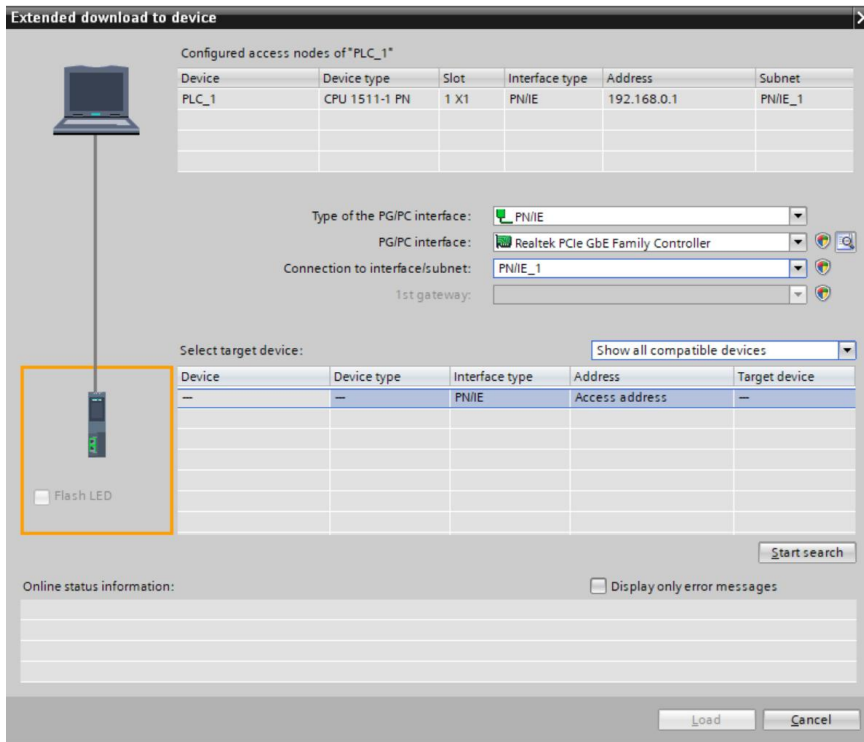 Extended download to device
Configured access nodes of "PLC_1"
Device Device type Slot Interface type Address Subnet
PLC_1 CPU 1511-1 PN 1 X1 PN/IE 192.168.0.1 PN/IE_1
Type of the PG/PC interface: PN/IE
PG/PC interface: Realtek PCIe GbE Family Controller
Connection to interface/subnet: PN/IE_1
1st gateway:
Select target device: Show all compatible devices
Device Device type Interface type Address Target device
— — PN/IE Access address —
Flash LED
Start search
Online status information: Display only error messages
Load Cancel